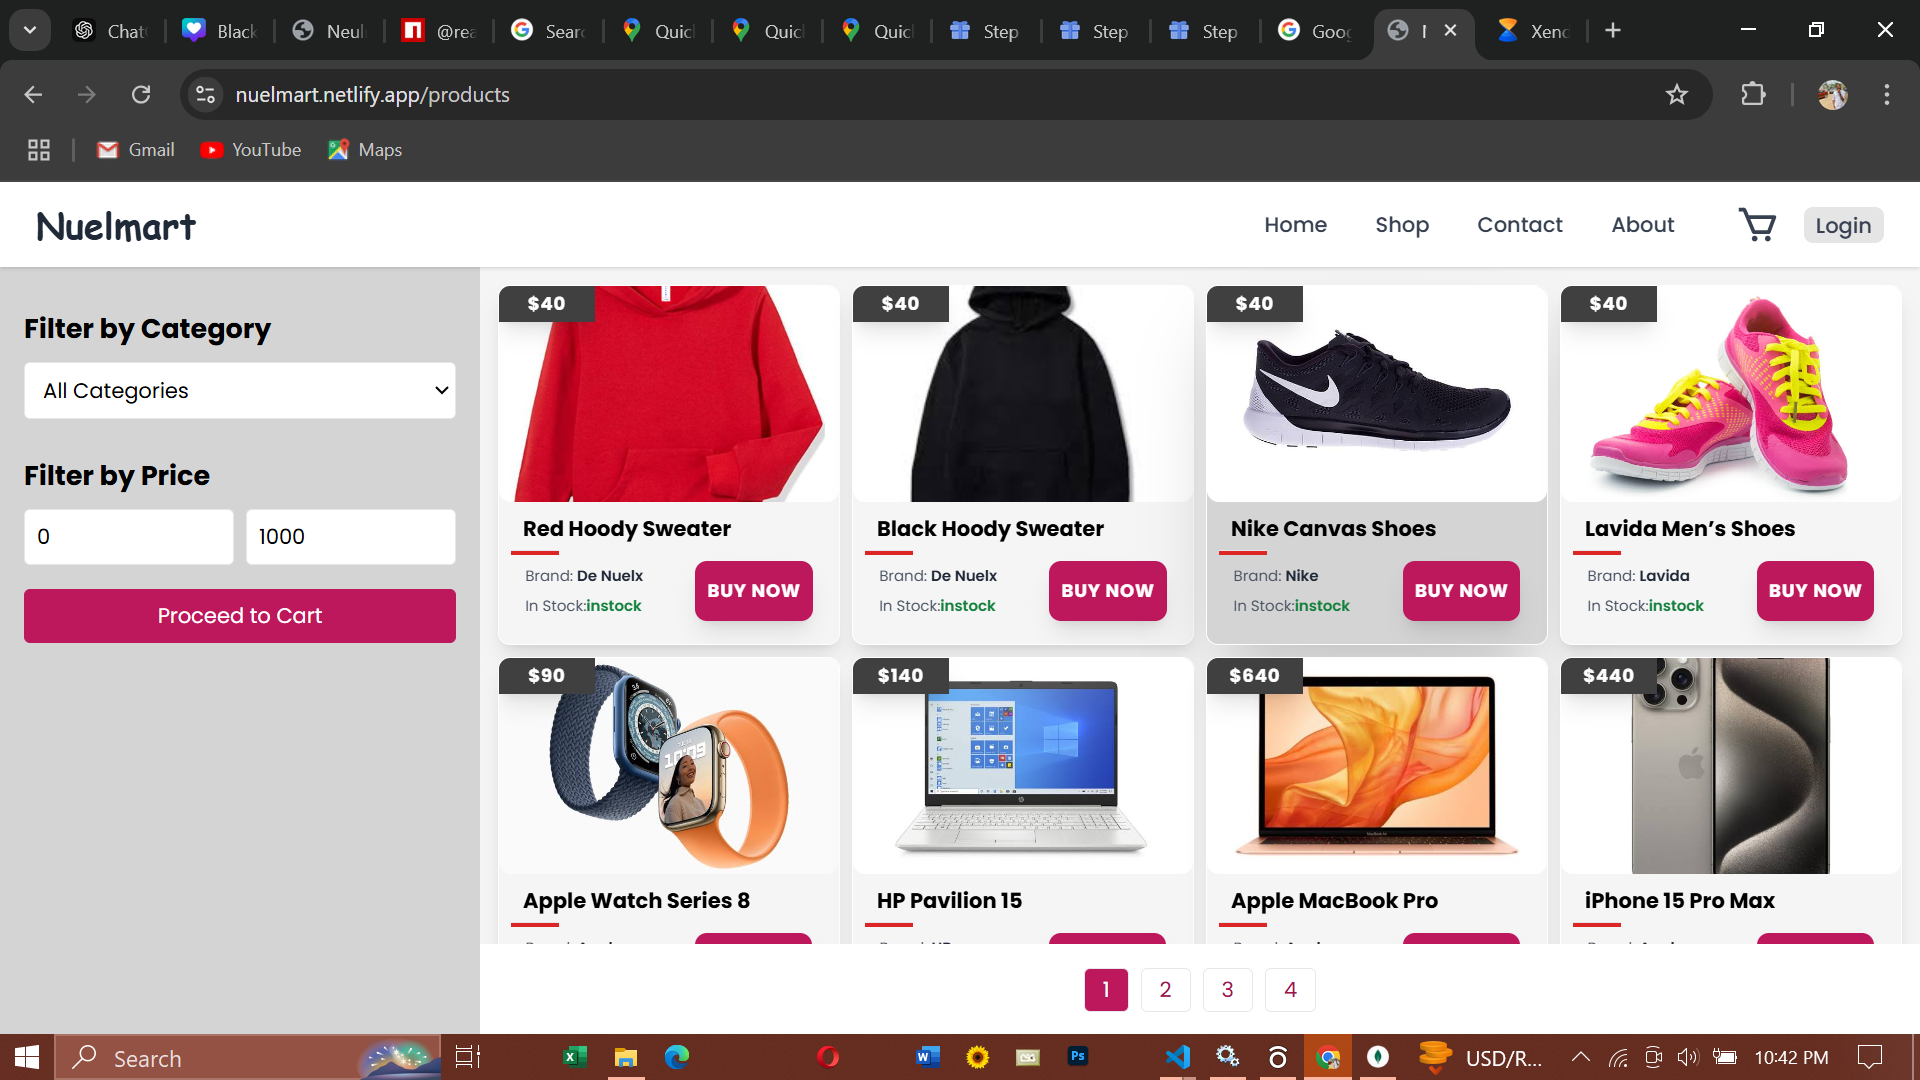 Chat
Black
Neul
@rea
Searc
Quic
Quic
Quic
Step
Step
Step
Goog
Xend
nuelmart.netlify.app/products
Gmail
YouTube
Maps
Nuelmart
Home
Shop
Contact
About
Login
Filter by Category
All Categories
Filter by Price
0
1000
Proceed to Cart
$40
$40
$40
$40
Red Hoody Sweater
Black Hoody Sweater
Nike Canvas Shoes
Lavida Men’s Shoes
Brand: De Nuelx
In Stock:instock
BUY NOW
Brand: De Nuelx
In Stock:instock
BUY NOW
Brand: Nike
In Stock:instock
BUY NOW
Brand: Lavida
In Stock:instock
BUY NOW
$90
$140
$640
$440
10:09
Apple Watch Series 8
HP Pavilion 15
Apple MacBook Pro
iPhone 15 Pro Max
1
2
3
4
Search
USD/R...
10:42 PM